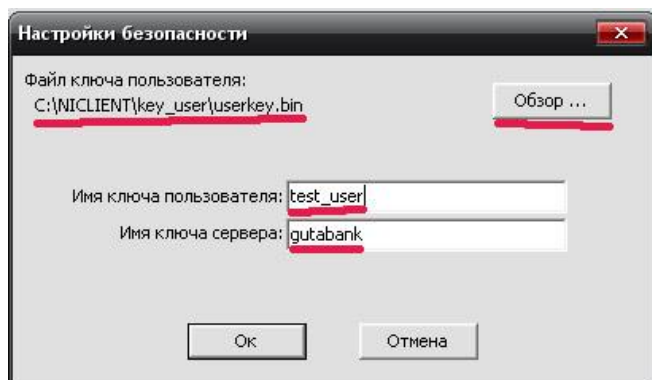 Настройки безопасности
Файл ключа пользователя:
C:\NICLIENT\key_user\userkey.bin
Обзор ...
Имя ключа пользователя: test_user
Имя ключа сервера: gutabank
Ок
Отмена